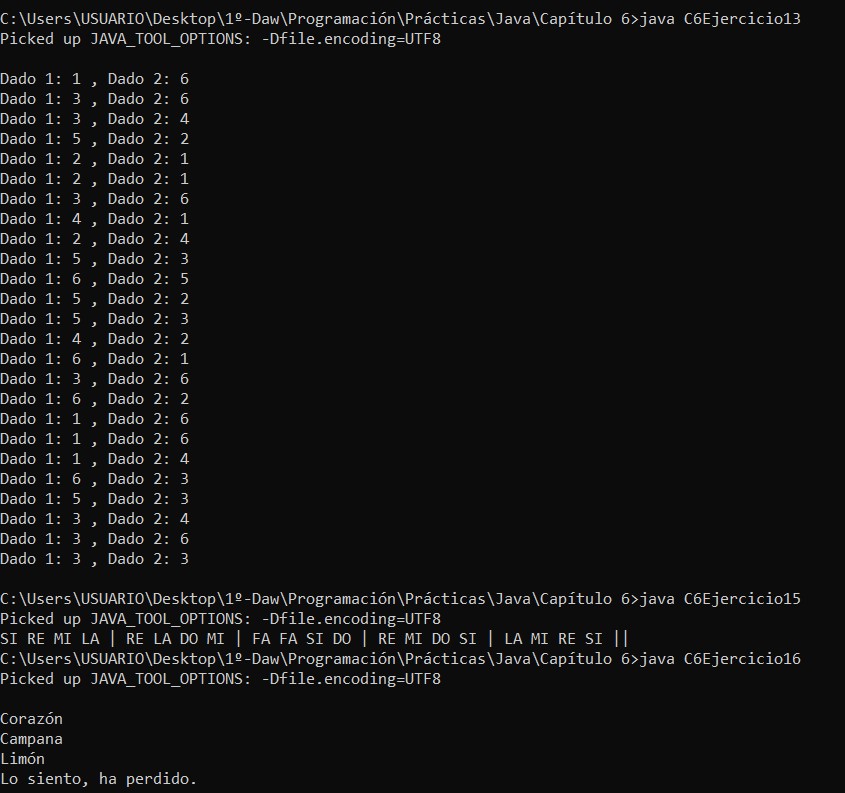 C:\Users\USUARIO\Desktop\1º-Daw\Programación\Prácticas\Java\Capítulo 6>java C6Ejercicio13
Picked up JAVA_TOOL_OPTIONS: -Dfile.encoding=UTF8
Dado 1: 1 , Dado 2: 6
Dado 1: 3 , Dado 2: 6
Dado 1: 3 , Dado 2: 4
Dado 1: 5 , Dado 2: 2
Dado 1: 2 , Dado 2: 1
Dado 1: 2 , Dado 2: 1
Dado 1: 3 , Dado 2: 6
Dado 1: 4 , Dado 2: 1
Dado 1: 2 , Dado 2: 4
Dado 1: 5 , Dado 2: 3
Dado 1: 6 , Dado 2: 5
Dado 1: 5 , Dado 2: 2
Dado 1: 5 , Dado 2: 3
Dado 1: 4 , Dado 2: 2
Dado 1: 6 , Dado 2: 1
Dado 1: 3 , Dado 2: 6
Dado 1: 6 , Dado 2: 2
Dado 1: 1 , Dado 2: 6
Dado 1: 1 , Dado 2: 6
Dado 1: 1 , Dado 2: 4
Dado 1: 6 , Dado 2: 3
Dado 1: 5 , Dado 2: 3
Dado 1: 3 , Dado 2: 4
Dado 1: 3 , Dado 2: 6
Dado 1: 3 , Dado 2: 3
C:\Users\USUARIO\Desktop\1º-Daw\Programación\Prácticas\Java\Capítulo 6>java C6Ejercicio15
Picked up JAVA_TOOL_OPTIONS: -Dfile.encoding=UTF8
SI RE MI LA | RE LA DO MI | FA FA SI DO | RE MI DO SI | LA MI RE SI ||
C:\Users\USUARIO\Desktop\1º-Daw\Programación\Prácticas\Java\Capítulo 6>java C6Ejercicio16
Picked up JAVA_TOOL_OPTIONS: -Dfile.encoding=UTF8
Corazón
Campana
Limón
Lo siento, ha perdido.